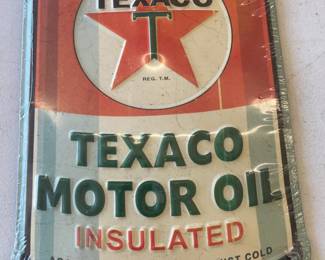 TEXACO
T
REG. T.M.
TEXACO
MOTOR OIL
INSULATED
COLD